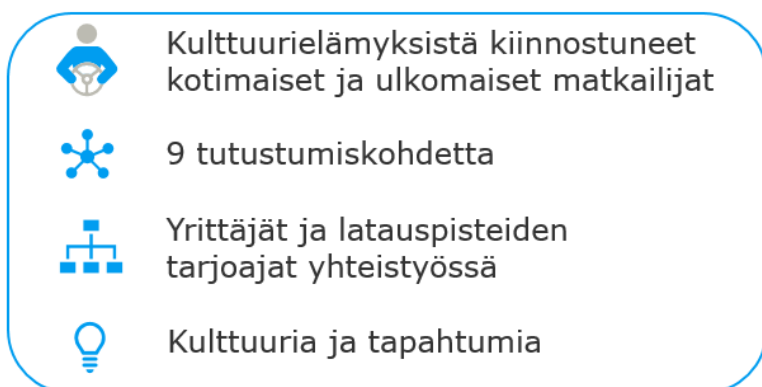 Kulttuurielämyksistä kiinnostuneet
kotimaiset ja ulkomaiset matkailijat
9 tutustumiskohdetta
Yrittäjät ja latauspisteiden
tarjoajat yhteistyössä
Kulttuuria ja tapahtumia